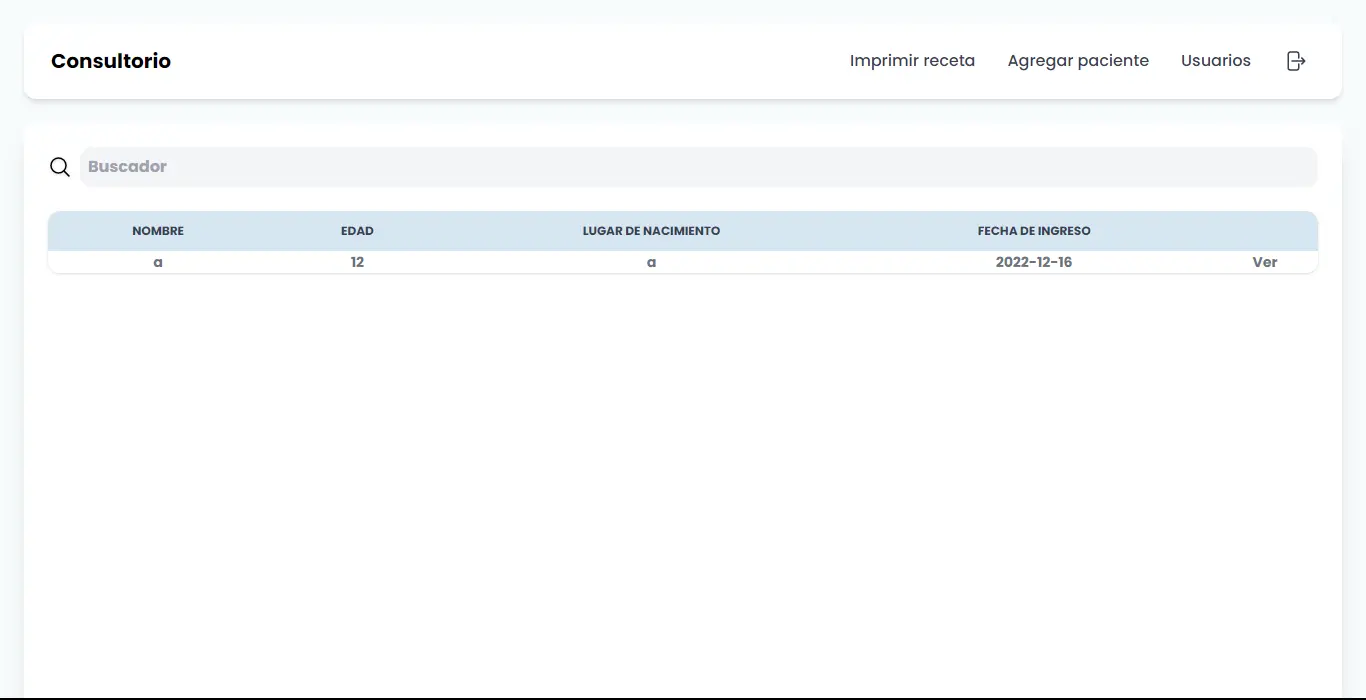 Consultorio Imprimir receta Agregar paciente Usuarios
Buscador
NOMBRE EDAD LUGAR DE NACIMIENTO FECHA DE INGRESO
a 12 a 2022-12-16 Ver